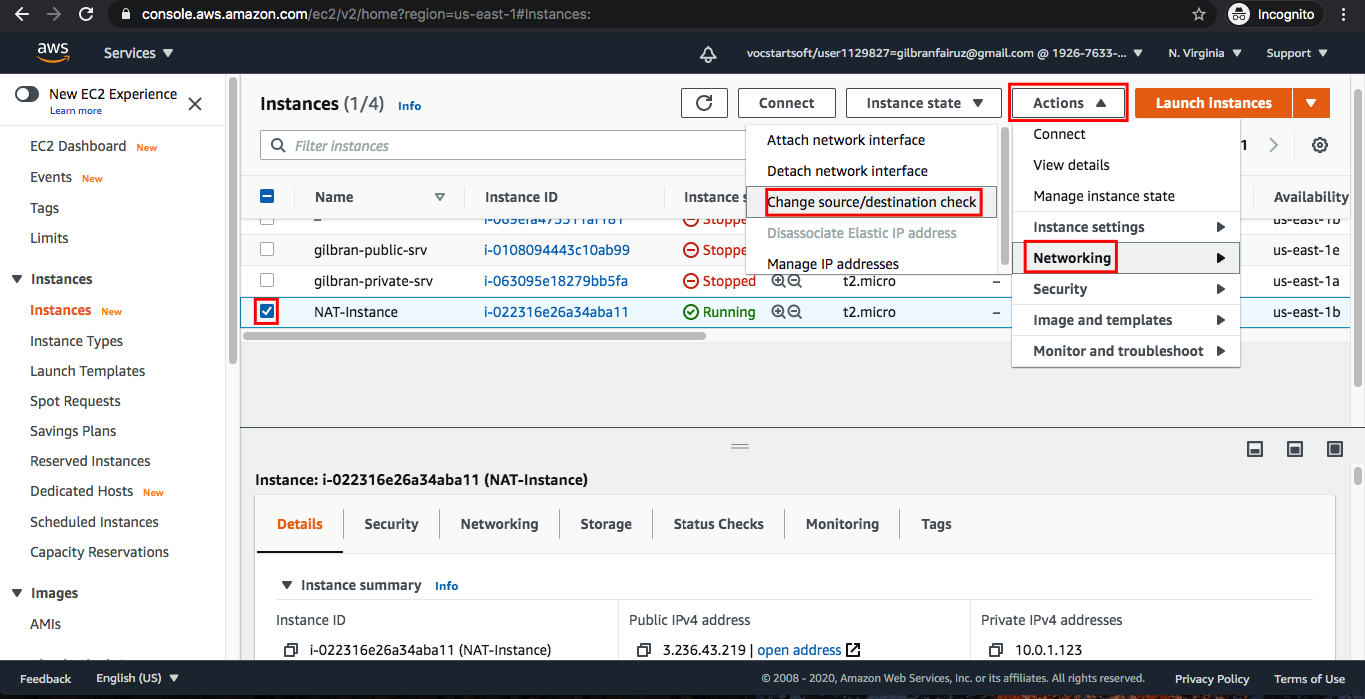 console.aws.amazon.com/ec2/v2/home?region=us-east-1#Instances:
Incognito
aws
Services
vocstartsoft/user1129827=gilbranfairuz@gmail.com @ 1926-7633-...
N. Virginia
Support
New EC2 Experience
Learn more
EC2 Dashboard New
Events New
Tags
Limits
Instances
Instances New
Instance Types
Launch Templates
Spot Requests
Savings Plans
Reserved Instances
Dedicated Hosts New
Scheduled Instances
Capacity Reservations
Images
AMIs
Instances (1/4) Info
Connect
Instance state
Actions
Launch instances
Filter instances
1
Attach network interface
Detach network interface
Change source/destination check
Disassociate Elastic IP address
Manage IP addresses
Connect
View details
Manage instance state
Instance settings
Networking
Security
Image and templates
Monitor and troubleshoot
Name Instance ID Instance s Availability
– Stoppe us-east-1b
gilbran-public-srv i-0108094443c10ab99 Stoppe us-east-1e
gilbran-private-srv i-063095e18279bb5fa Stopped t2.micro – us-east-1a
NAT-Instance i-022316e26a34aba11 Running t2.micro – us-east-1b
Instance: i-022316e26a34aba11 (NAT-Instance)
Details Security Networking Storage Status Checks Monitoring Tags
Instance summary Info
Instance ID Public IPv4 address Private IPv4 addresses
i-022316e26a34aba11 (NAT-Instance) 3.236.43.219 | open address 10.0.1.123
Feedback English (US) © 2008 - 2020, Amazon Web Services, Inc. or its affiliates. All rights reserved. Privacy Policy Terms of Use